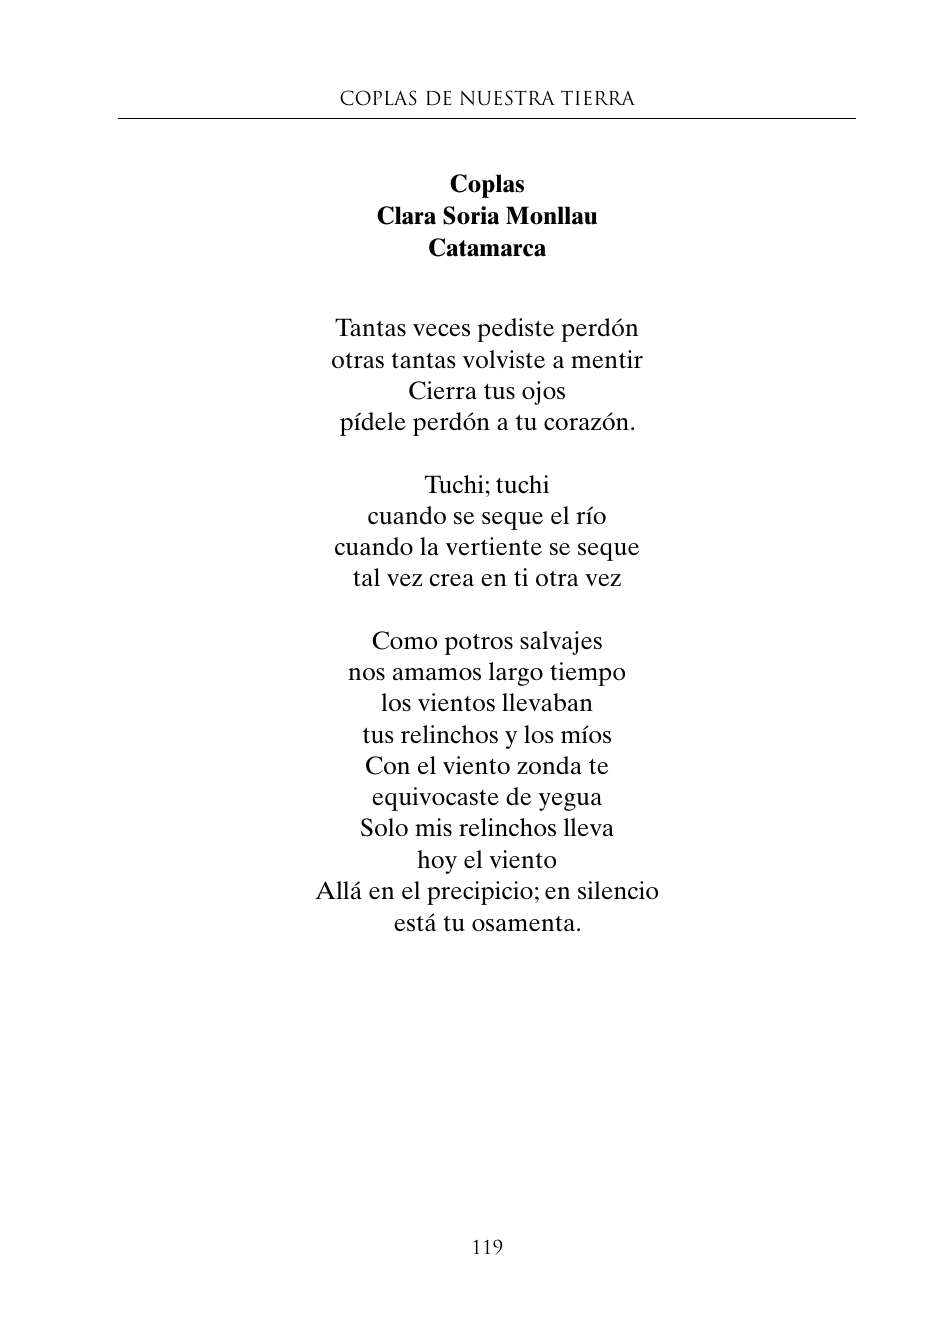 COPLAS DE NUESTRA TIERRA
Coplas
Clara Soria Monllau
Catamarca
Tantas veces pediste perdón
otras tantas volviste a mentir
Cierra tus ojos
pídele perdón a tu corazón.
Tuchi; tuchi
cuando se seque el río
cuando la vertiente se seque
tal vez crea en ti otra vez
Como potros salvajes
nos amamos largo tiempo
los vientos llevaban
tus relinchos y los míos
Con el viento zonda te
equivocaste de yegua
Solo mis relinchos lleva
hoy el viento
Allá en el precipicio; en silencio
está tu osamenta.
119